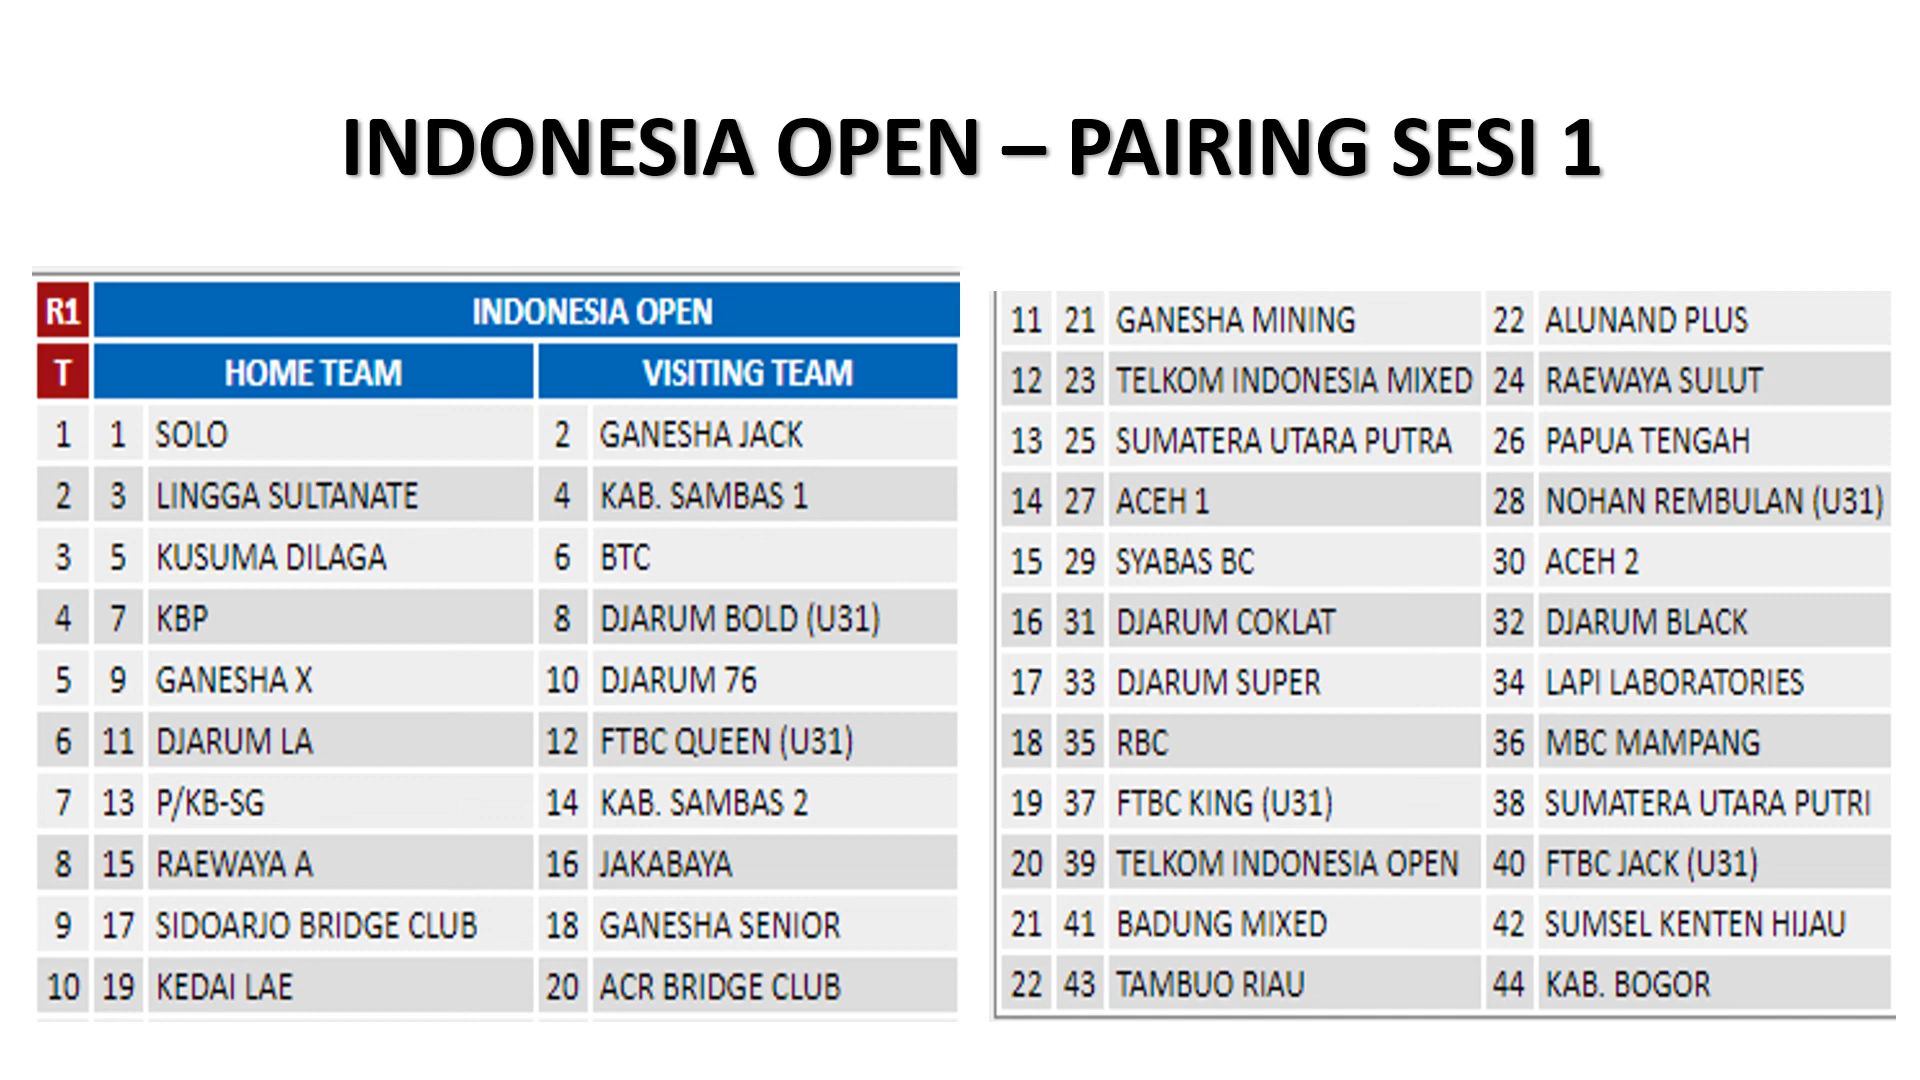 INDONESIA OPEN – PAIRING SESI 1
R1 INDONESIA OPEN
T HOME TEAM VISITING TEAM
1 1 SOLO 2 GANESHA JACK
2 3 LINGGA SULTANATE 4 KAB. SAMBAS 1
3 5 KUSUMA DILAGA 6 BTC
4 7 KBP 8 DJARUM BOLD (U31)
5 9 GANESHA X 10 DJARUM 76
6 11 DJARUM LA 12 FTBC QUEEN (U31)
7 13 P/KB-SG 14 KAB. SAMBAS 2
8 15 RAEWAYA A 16 JAKABAYA
9 17 SIDOARJO BRIDGE CLUB 18 GANESHA SENIOR
10 19 KEDAI LAE 20 ACR BRIDGE CLUB
11 21 GANESHA MINING 22 ALUNAND PLUS
12 23 TELKOM INDONESIA MIXED 24 RAEWAYA SULUT
13 25 SUMATERA UTARA PUTRA 26 PAPUA TENGAH
14 27 ACEH 1 28 NOHAN REMBULAN (U31)
15 29 SYABAS BC 30 ACEH 2
16 31 DJARUM COKLAT 32 DJARUM BLACK
17 33 DJARUM SUPER 34 LAPI LABORATORIES
18 35 RBC 36 MBC MAMPANG
19 37 FTBC KING (U31) 38 SUMATERA UTARA PUTRI
20 39 TELKOM INDONESIA OPEN 40 FTBC JACK (U31)
21 41 BADUNG MIXED 42 SUMSEL KENTEN HIJAU
22 43 TAMBUO RIAU 44 KAB. BOGOR